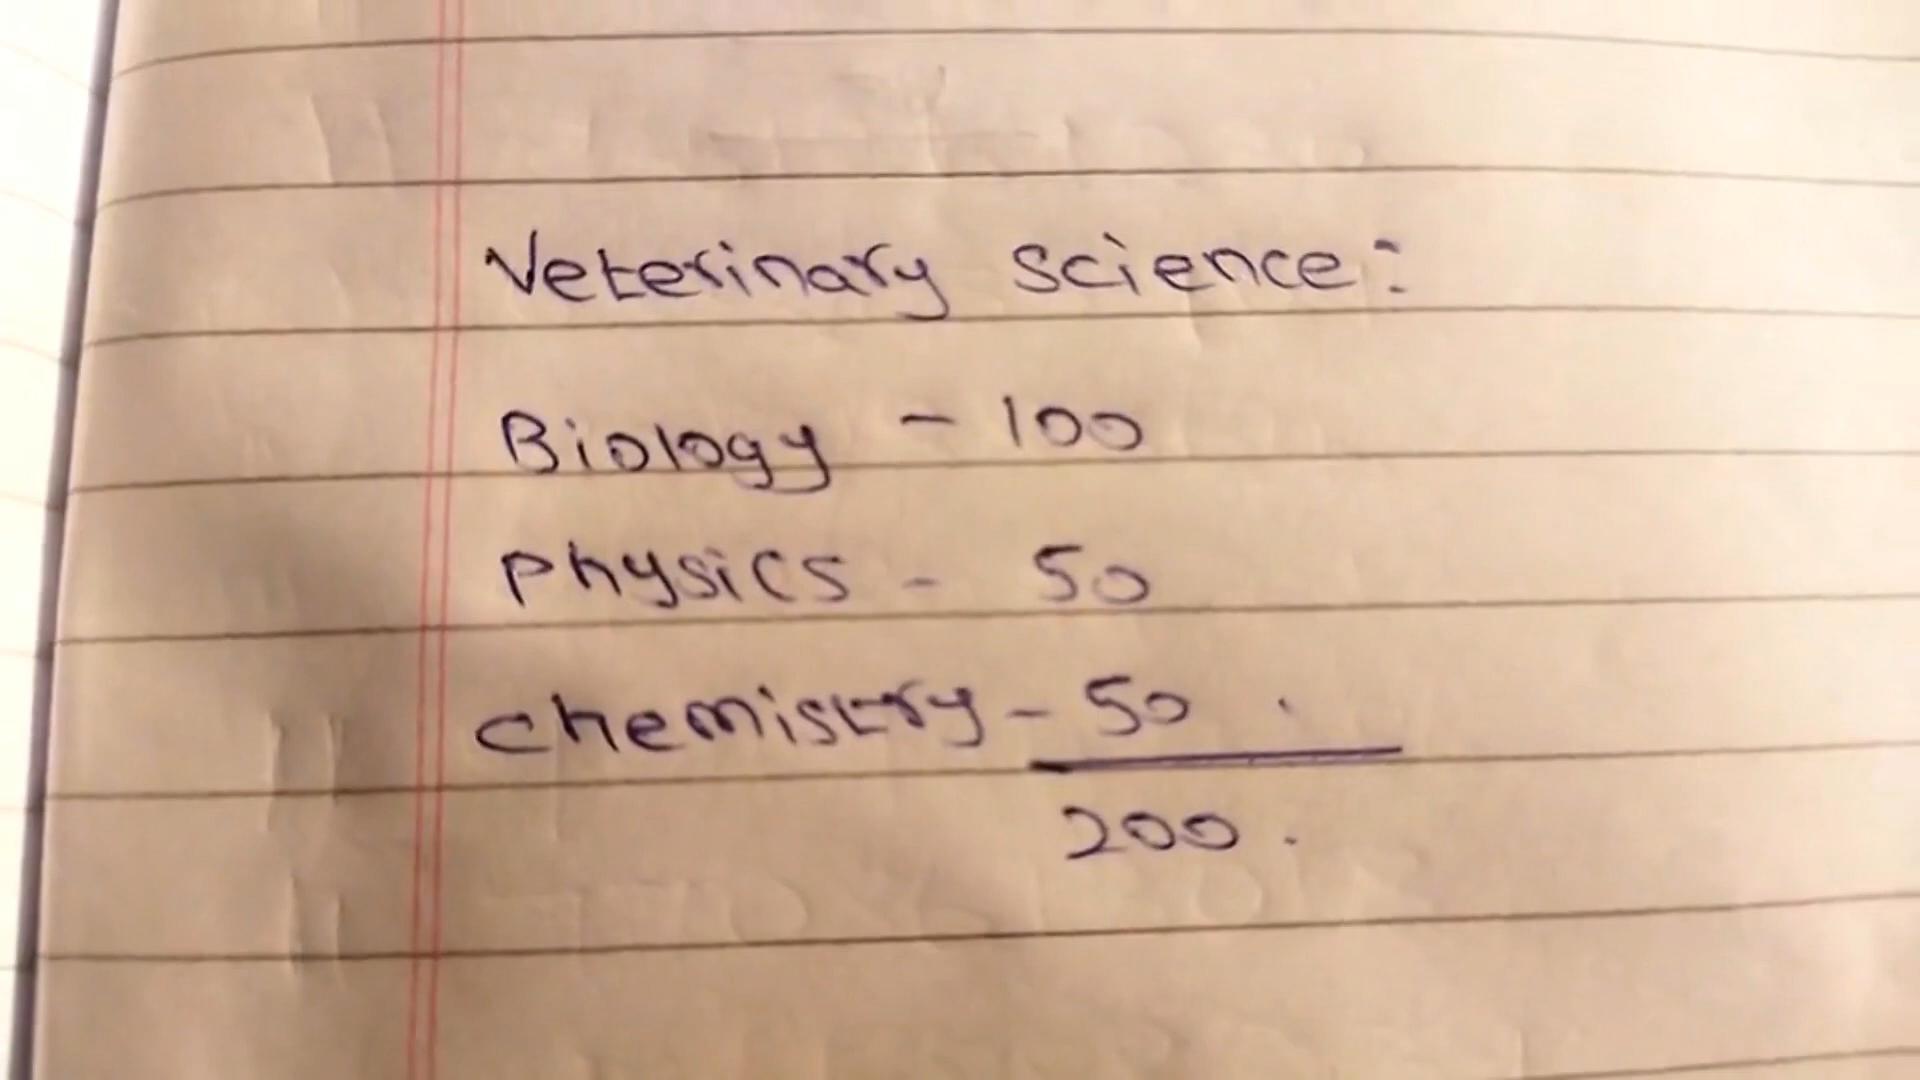 Veterinary science:
Biology - 100
Physics - 50
Chemistry - 50
200.